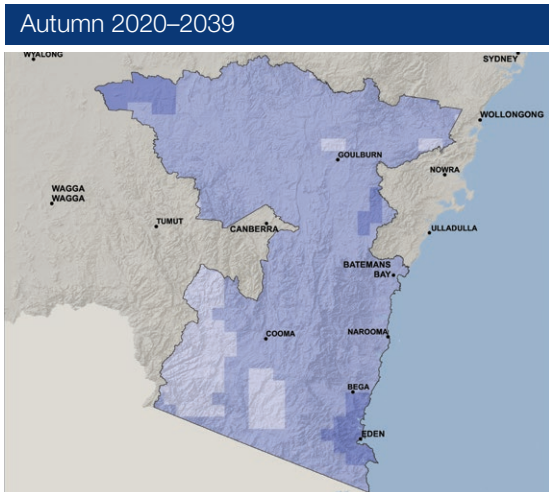 Autumn 2020–2039
WYALONG
SYDNEY
WOLLONGONG
GOULBURN
NOWRA
WAGGA
WAGGA
TUMUT
CANBERRA
ULLADULLA
BATEMANS
BAY
COOMA
NAROOMA
BEGA
EDEN